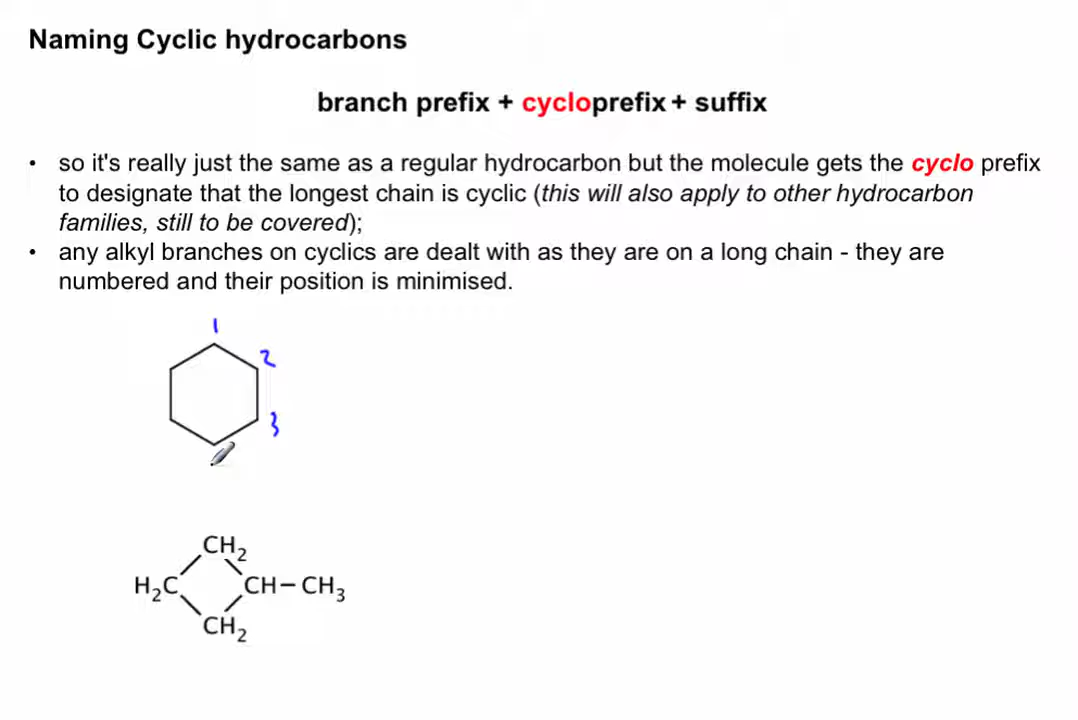 Naming Cyclic hydrocarbons
branch prefix + cycloprefix + suffix
• so it's really just the same as a regular hydrocarbon but the molecule gets the cyclo prefix
to designate that the longest chain is cyclic (this will also apply to other hydrocarbon
families, still to be covered);
• any alkyl branches on cyclics are dealt with as they are on a long chain - they are
numbered and their position is minimised.
1
2
3
CH2
H2C CH-CH3
CH2